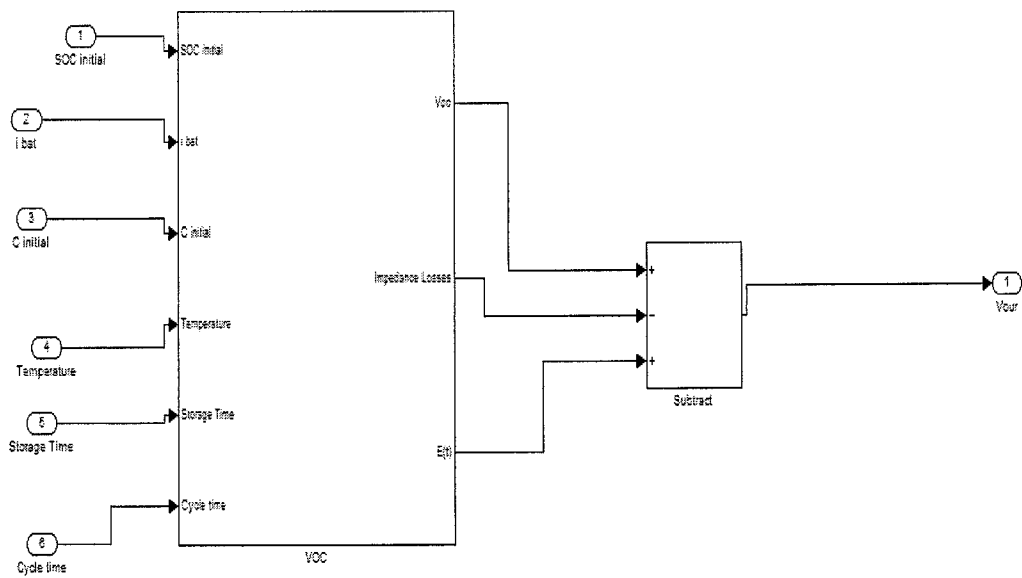 1
SOC initial
2
i bat
3
C initial
4
Temperature
5
Storage Time
6
Cycle time
SOC initial
i bat
C initial
Temperature
Storage Time
Cycle time
Voc
Impedance Losses
E(t)
VOC
+
−
+
Subtract
1
Vour